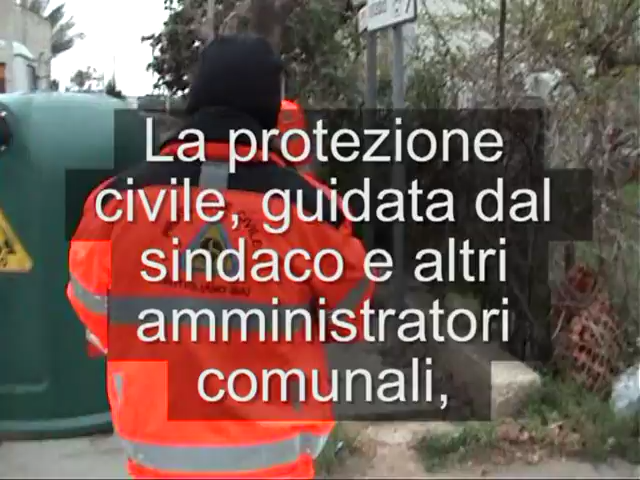 La protezione
civile, guidata dal
sindaco e altri
amministratori
comunali,